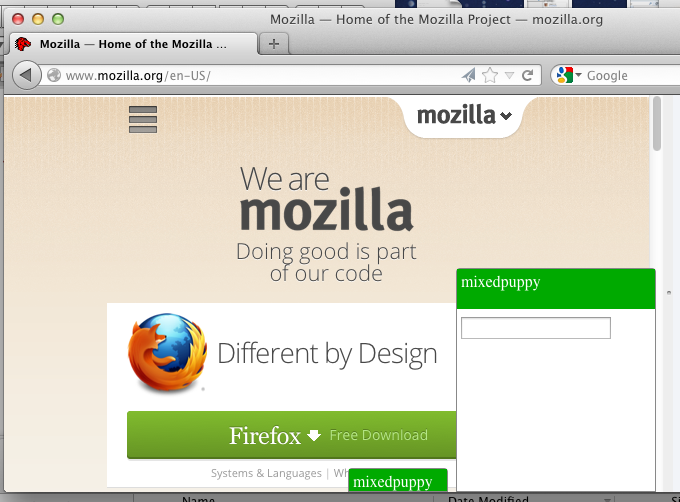 Mozilla — Home of the Mozilla Project — mozilla.org
Mozilla — Home of the Mozilla ...
www.mozilla.org/en-US/
Google
mozilla
We are
mozilla
Doing good is part
of our code
mixedpuppy
Different by Design
Firefox Free Download
Systems & Languages | Wh
mixedpuppy
Name
Date Modified